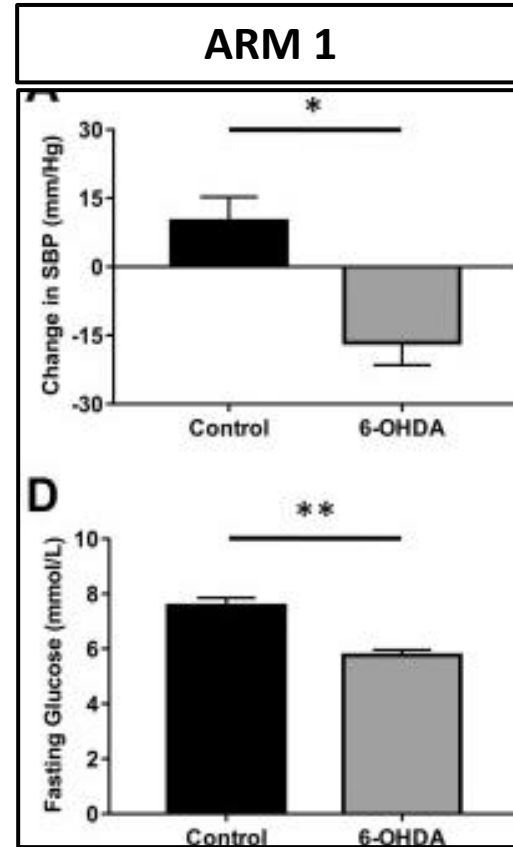 ARM 1
A
*
Change in SBP (mm/Hg)
30
15
0
-15
-30
Control 6-OHDA
D
**
Fasting Glucose (mmol/L)
10
8
6
4
2
0
Control 6-OHDA